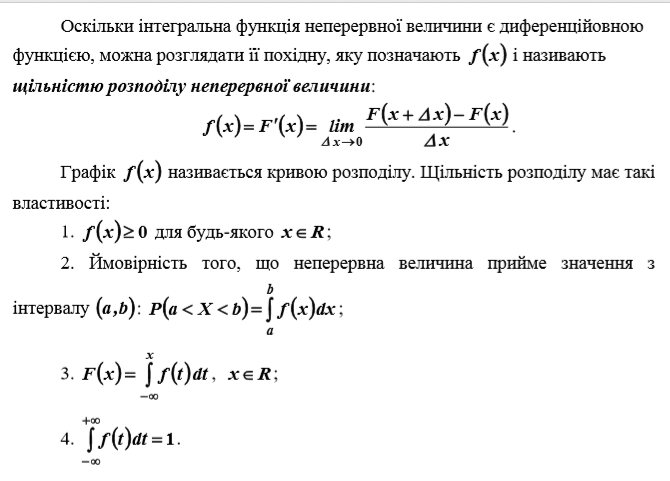 Оскільки інтегральна функція неперервної величини є диференційовною
функцією, можна розглядати її похідну, яку позначають f(x) і називають
щільністю розподілу неперервної величини:
f(x)= F'(x)= lim Δx→0 F(x+Δx)−F(x) / Δx.
Графік f(x) називається кривою розподілу. Щільність розподілу має такі
властивості:
1. f(x)≥0 для будь-якого x∈R;
2. Ймовірність того, що неперервна величина прийме значення з
інтервалу (a,b): P(a<X<b)=∫_a^b f(x)dx;
3. F(x)= ∫_{−∞}^x f(t)dt, x∈R;
4. ∫_{−∞}^{+∞} f(t)dt=1.